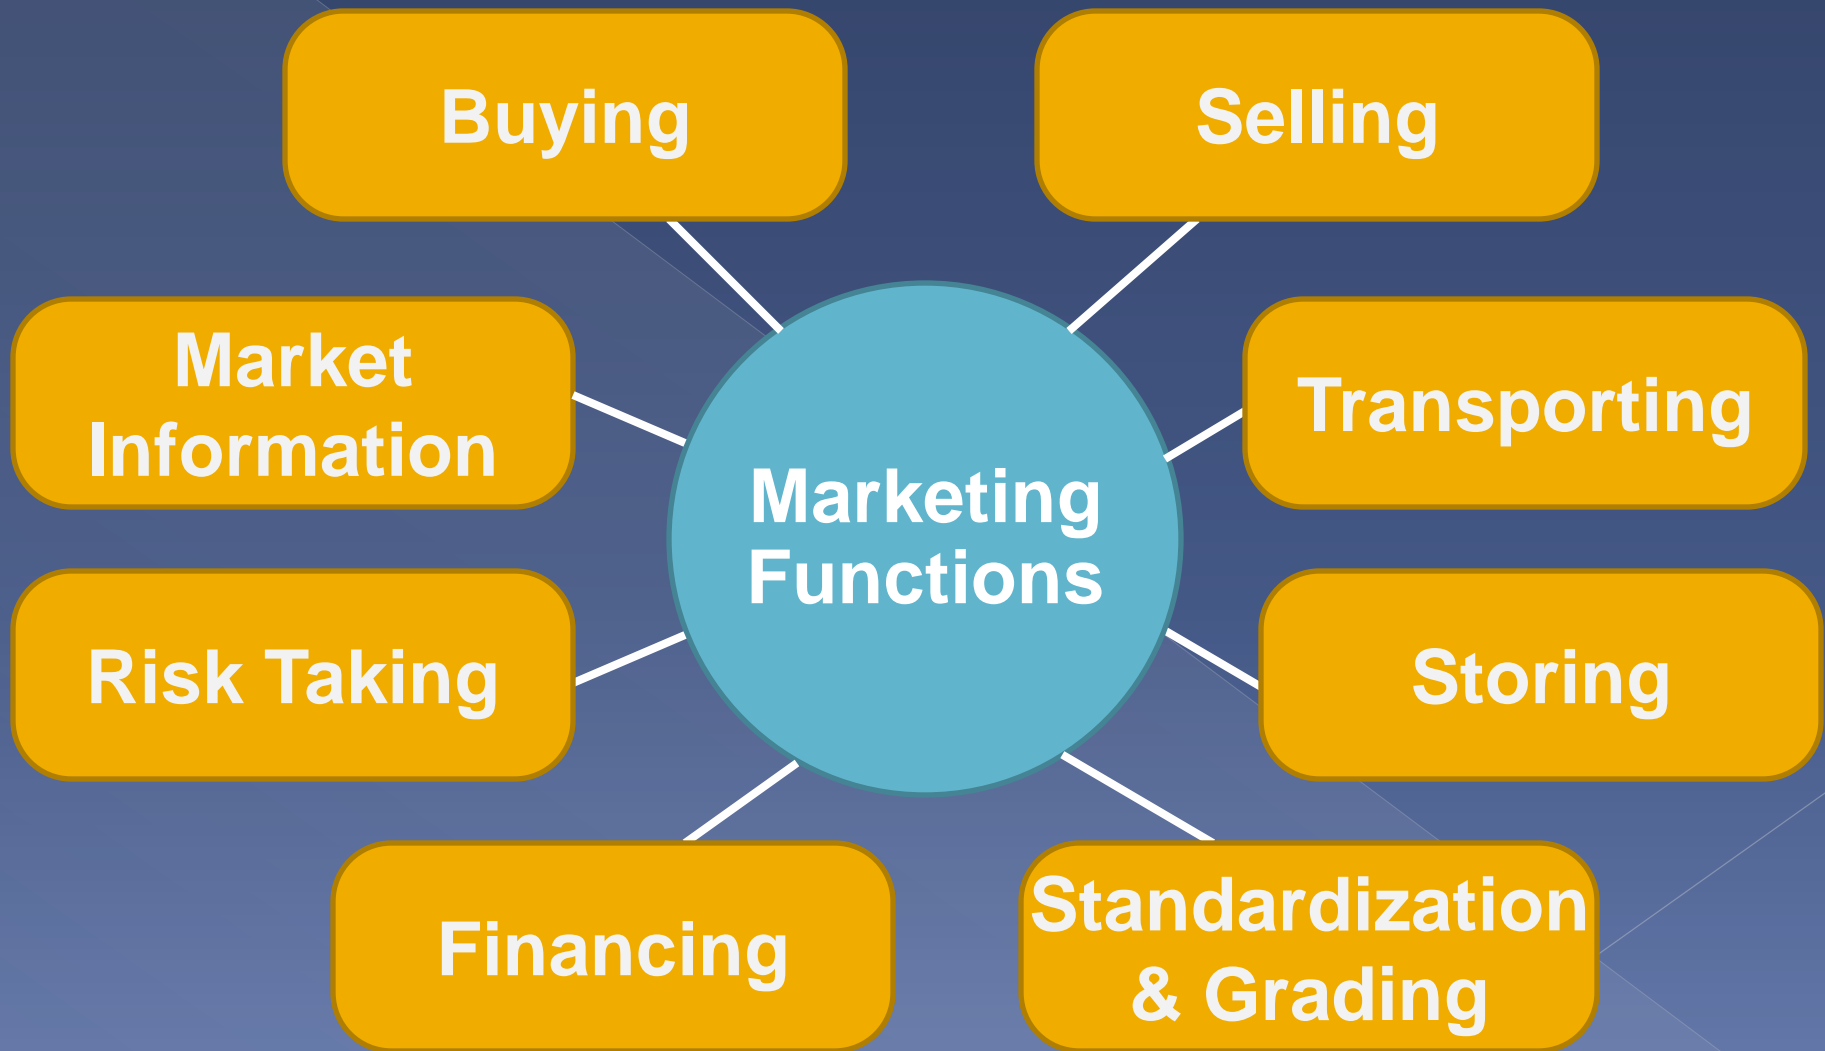 Buying
Selling
Market
Information
Transporting
Marketing
Functions
Risk Taking
Storing
Financing
Standardization
& Grading